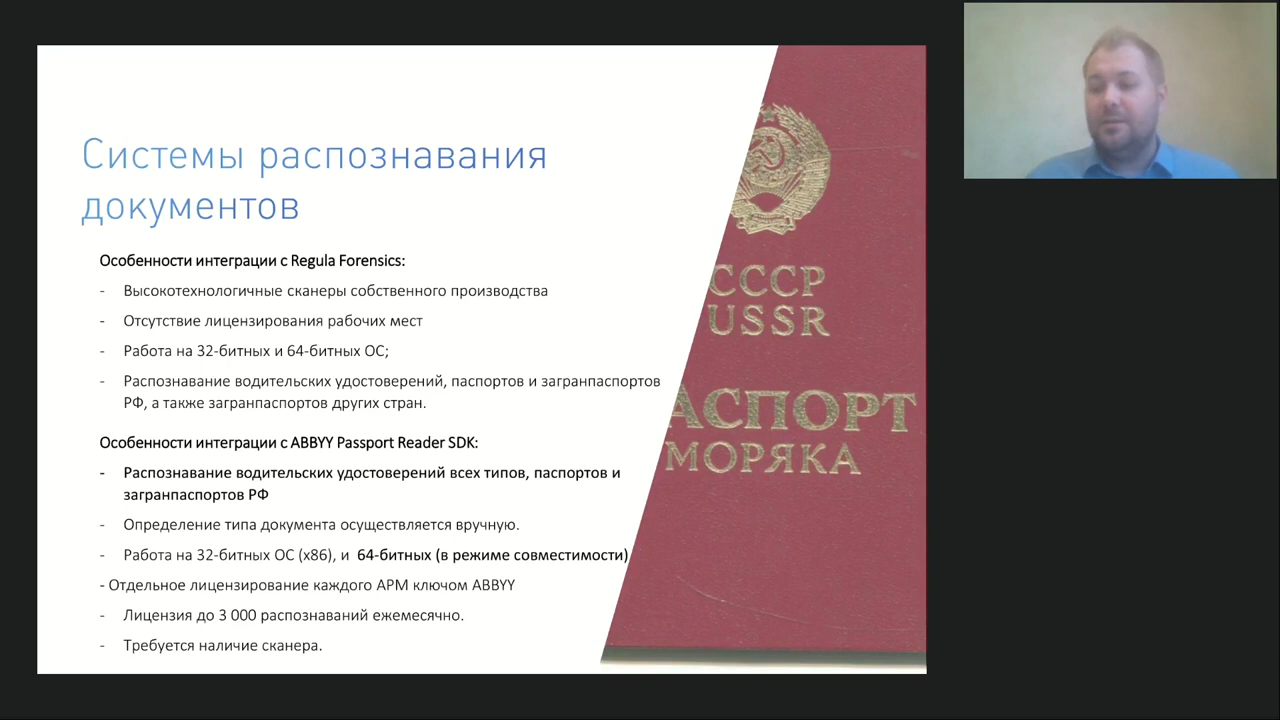 Системы распознавания
документов
Особенности интеграции с Regula Forensics:
- Высокотехнологичные сканеры собственного производства
- Отсутствие лицензирования рабочих мест
- Работа на 32-битных и 64-битных ОС;
- Распознавание водительских удостоверений, паспортов и загранпаспортов
РФ, а также загранпаспортов других стран.
Особенности интеграции с ABBYY Passport Reader SDK:
- Распознавание водительских удостоверений всех типов, паспортов и
загранпаспортов РФ
- Определение типа документа осуществляется вручную.
- Работа на 32-битных ОС (x86), и 64-битных (в режиме совместимости)
- Отдельное лицензирование каждого АРМ ключом ABBYY
- Лицензия до 3 000 распознаваний ежемесячно.
- Требуется наличие сканера.
СССР
USSR
АСПОРТ
МОРЯКА